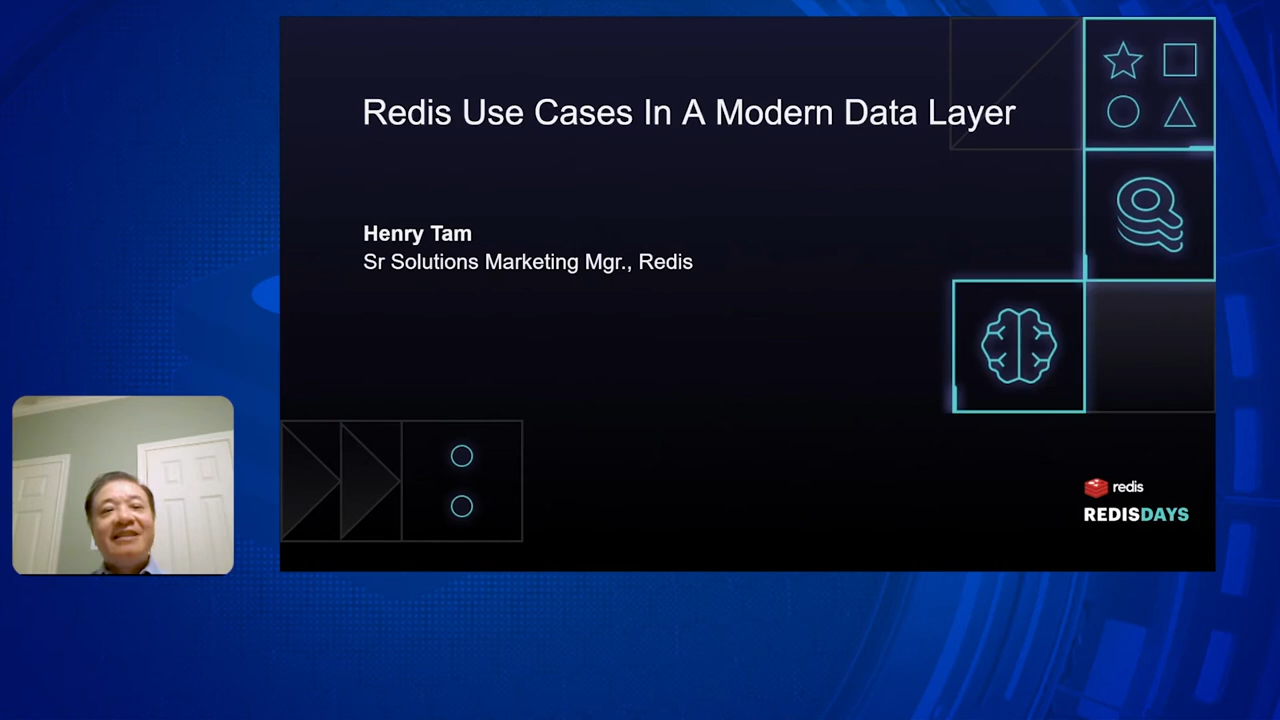 Redis Use Cases In A Modern Data Layer
Henry Tam
Sr Solutions Marketing Mgr., Redis
redis
REDISDAYS